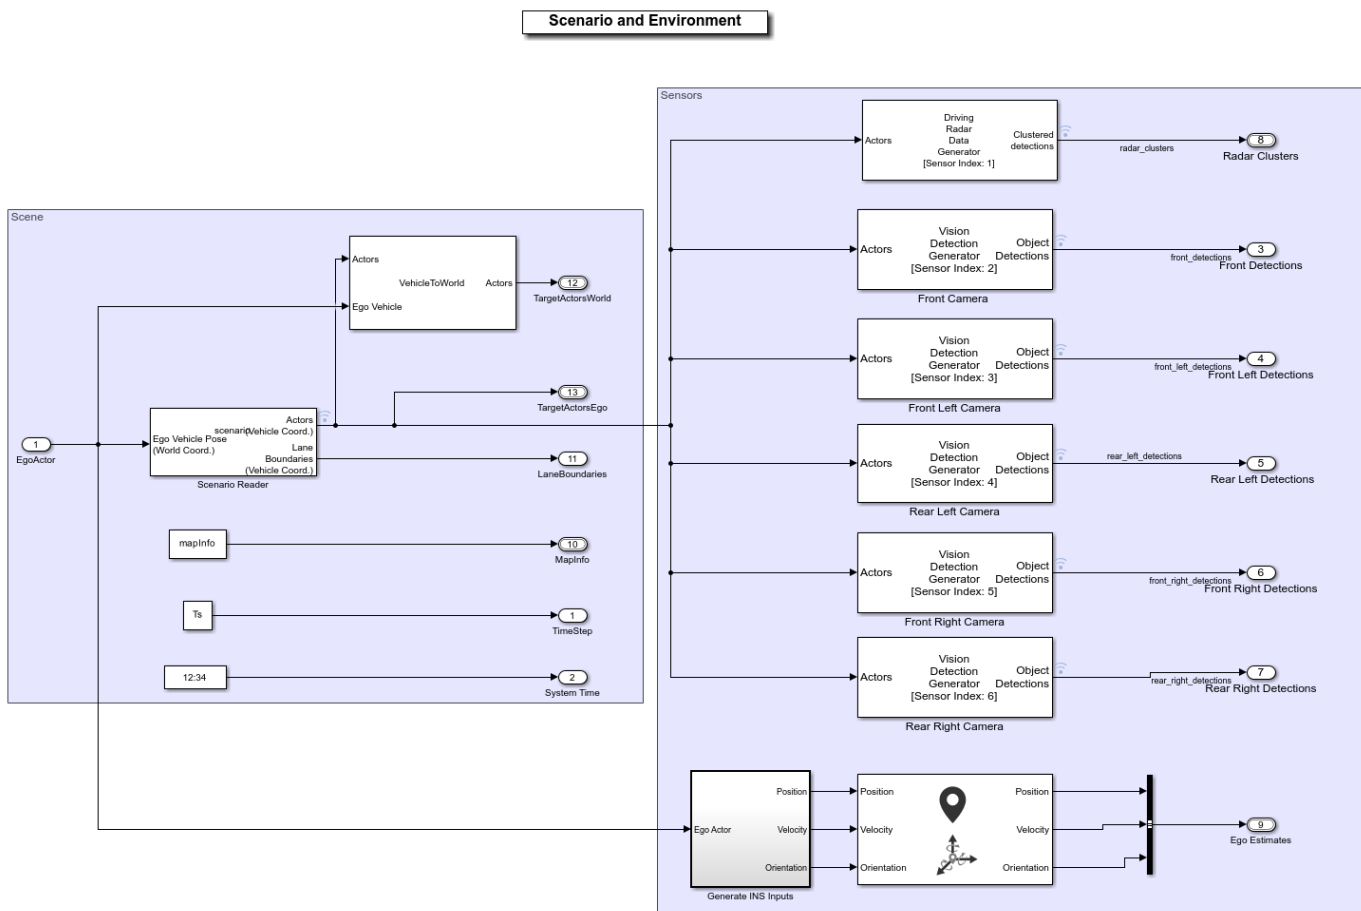 Scenario and Environment
Scene
Actors
Ego Vehicle
VehicleToWorld
Actors
12
TargetActorsWorld
13
TargetActorsEgo
1
EgoActor
Ego Vehicle Pose
(World Coord.)
scenario
Actors
(Vehicle Coord.)
Lane
Boundaries
(Vehicle Coord.)
Scenario Reader
11
LaneBoundaries
mapInfo
10
MapInfo
Ts
1
TimeStep
12:34
2
System Time
Sensors
Actors
Driving
Radar
Data
Generator
[Sensor Index: 1]
Clustered
detections
radar_clusters
8
Radar Clusters
Actors
Vision
Detection
Generator
[Sensor Index: 2]
Object
Detections
Front Camera
front_detections
3
Front Detections
Actors
Vision
Detection
Generator
[Sensor Index: 3]
Object
Detections
Front Left Camera
front_left_detections
4
Front Left Detections
Actors
Vision
Detection
Generator
[Sensor Index: 4]
Object
Detections
Rear Left Camera
rear_left_detections
5
Rear Left Detections
Actors
Vision
Detection
Generator
[Sensor Index: 5]
Object
Detections
Front Right Camera
front_right_detections
6
Front Right Detections
Actors
Vision
Detection
Generator
[Sensor Index: 6]
Object
Detections
Rear Right Camera
rear_right_detections
7
Rear Right Detections
Ego Actor
Position
Velocity
Orientation
Generate INS Inputs
Position
Velocity
Orientation
Position
Velocity
Orientation
9
Ego Estimates